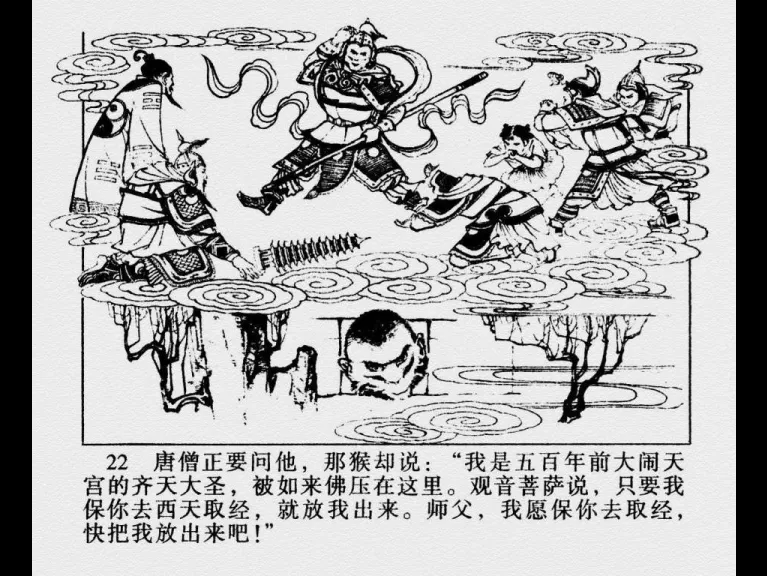 22 唐僧正要问他，那猴却说：“我是五百年前大闹天
宫的齐天大圣，被如来佛压在这里。观音菩萨说，只要我
保你去西天取经，就放我出来。师父，我愿保你去取经，
快把我放出来吧！”